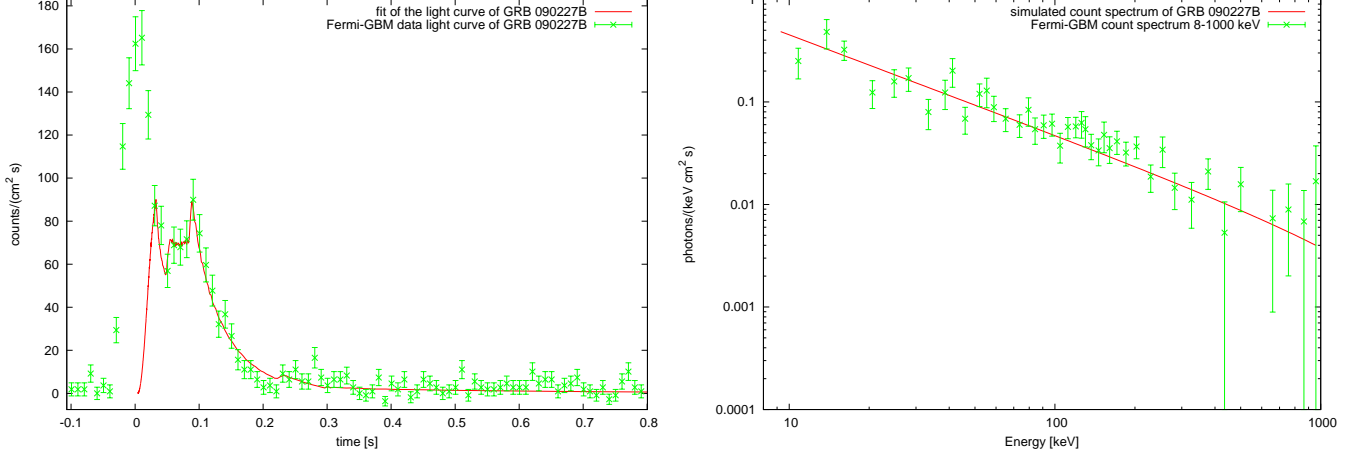 fit of the light curve of GRB 090227B
Fermi-GBM data light curve of GRB 090227B
180
160
140
120
100
80
60
40
20
0
counts/(cm² s)
-0.1 0 0.1 0.2 0.3 0.4 0.5 0.6 0.7 0.8
time [s]
simulated count spectrum of GRB 090227B
Fermi-GBM count spectrum 8-1000 keV
0.1
0.01
0.001
0.0001
photons/(keV cm² s)
10 100 1000
Energy [keV]